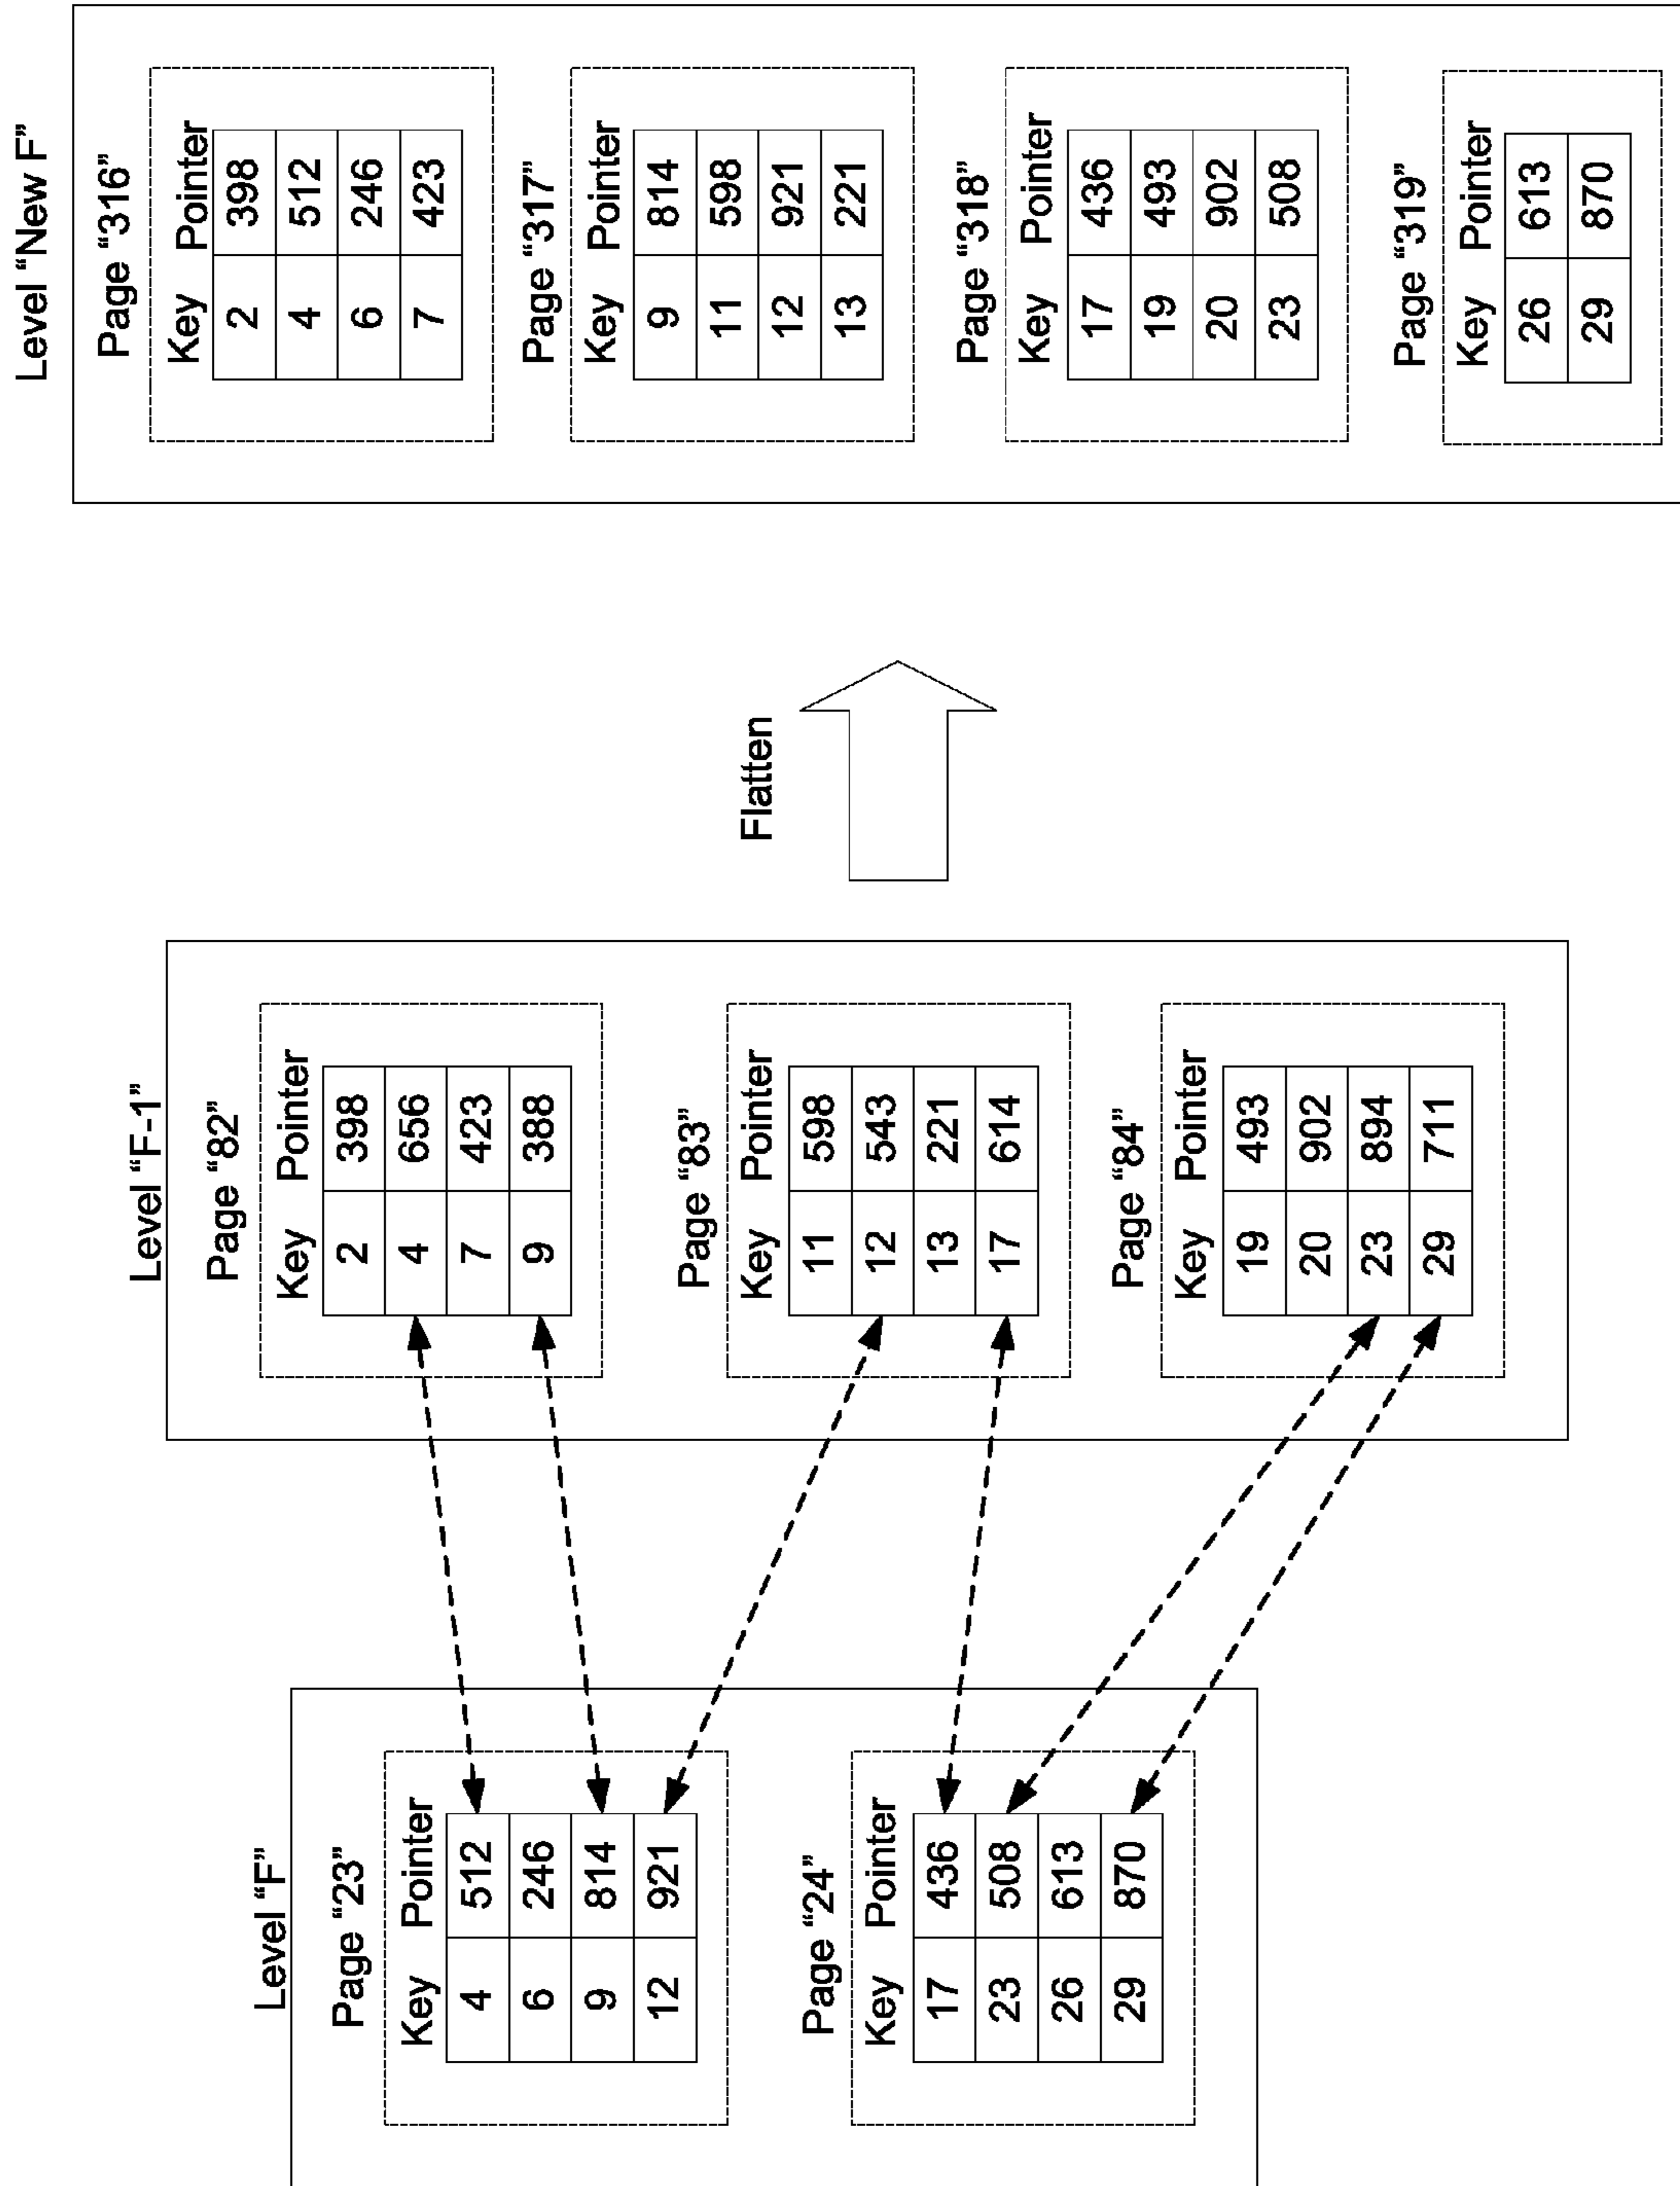 Level “F”
Page “23”
Key Pointer
4 512
6 246
9 814
12 921
Page “24”
Key Pointer
17 436
23 508
26 613
29 870
Level “F-1”
Page “82”
Key Pointer
2 398
4 656
7 423
9 388
Page “83”
Key Pointer
11 598
12 543
13 221
17 614
Page “84”
Key Pointer
19 493
20 902
23 894
29 711
Flatten
Level “New F”
Page “316”
Key Pointer
2 398
4 512
6 246
7 423
Page “317”
Key Pointer
9 814
11 598
12 921
13 221
Page “318”
Key Pointer
17 436
19 493
20 902
23 508
Page “319”
Key Pointer
26 613
29 870